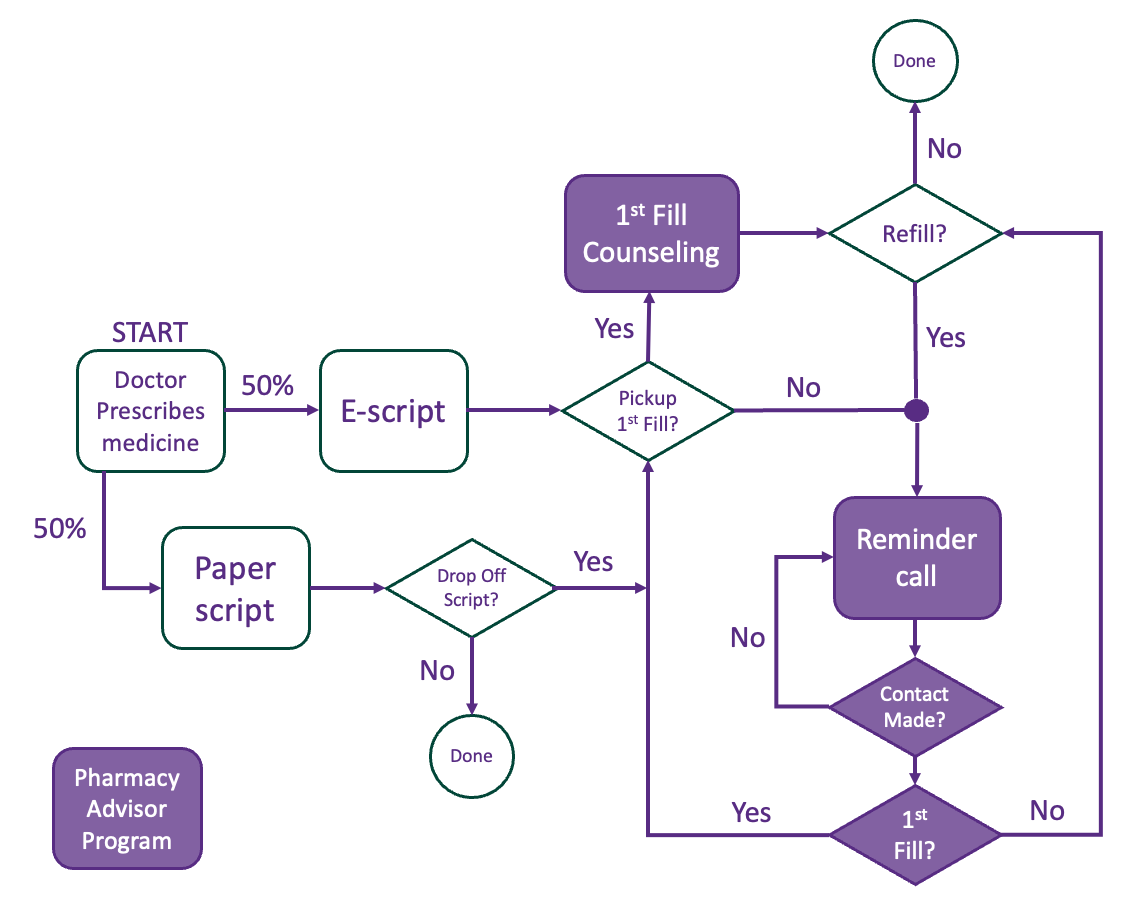 Done
No
1st Fill
Counseling
Refill?
Yes
Yes
START
Doctor
Prescribes
medicine
50%
E-script
Pickup
1st Fill?
No
50%
Paper
script
Drop Off
Script?
Yes
Reminder
call
No
No
Contact
Made?
Done
Pharmacy
Advisor
Program
Yes
1st
Fill?
No